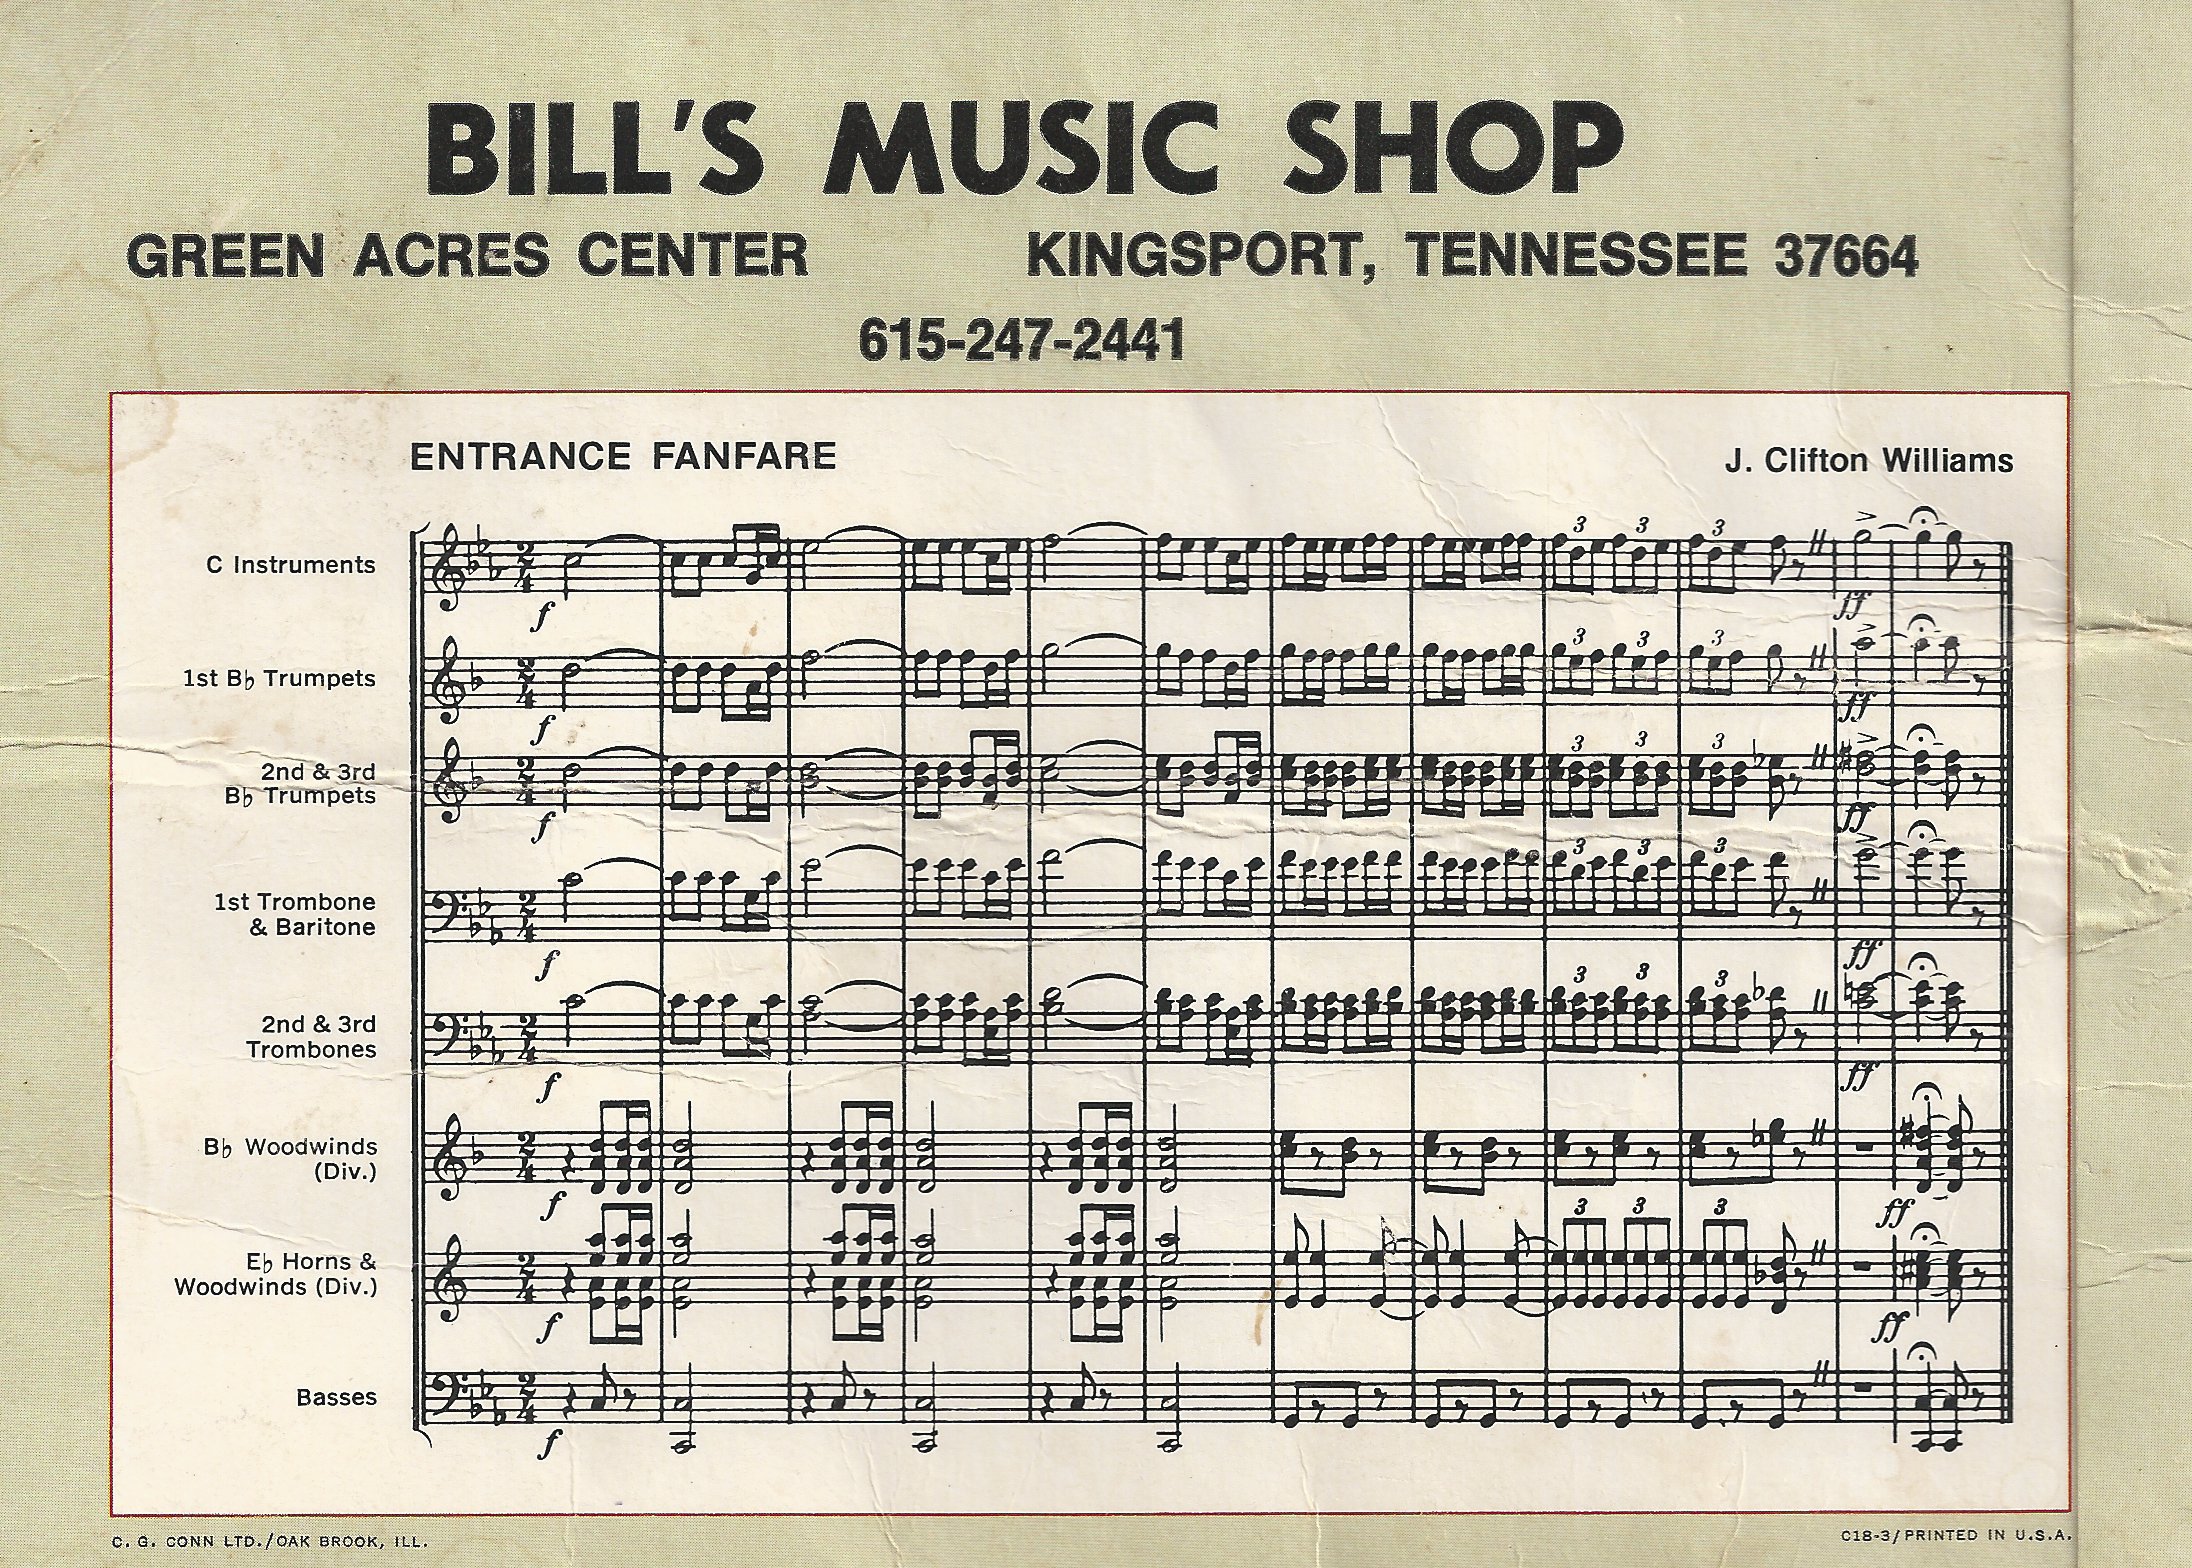 BILL'S MUSIC SHOP
GREEN ACRES CENTER KINGSPORT, TENNESSEE 37664
615-247-2441
ENTRANCE FANFARE J. Clifton Williams
C Instruments
1st B♭ Trumpets
2nd & 3rd
B♭ Trumpets
1st Trombone
& Baritone
2nd & 3rd
Trombones
B♭ Woodwinds
(Div.)
E♭ Horns &
Woodwinds (Div.)
Basses
C. G. CONN LTD./OAK BROOK, ILL. C18-3/PRINTED IN U.S.A.